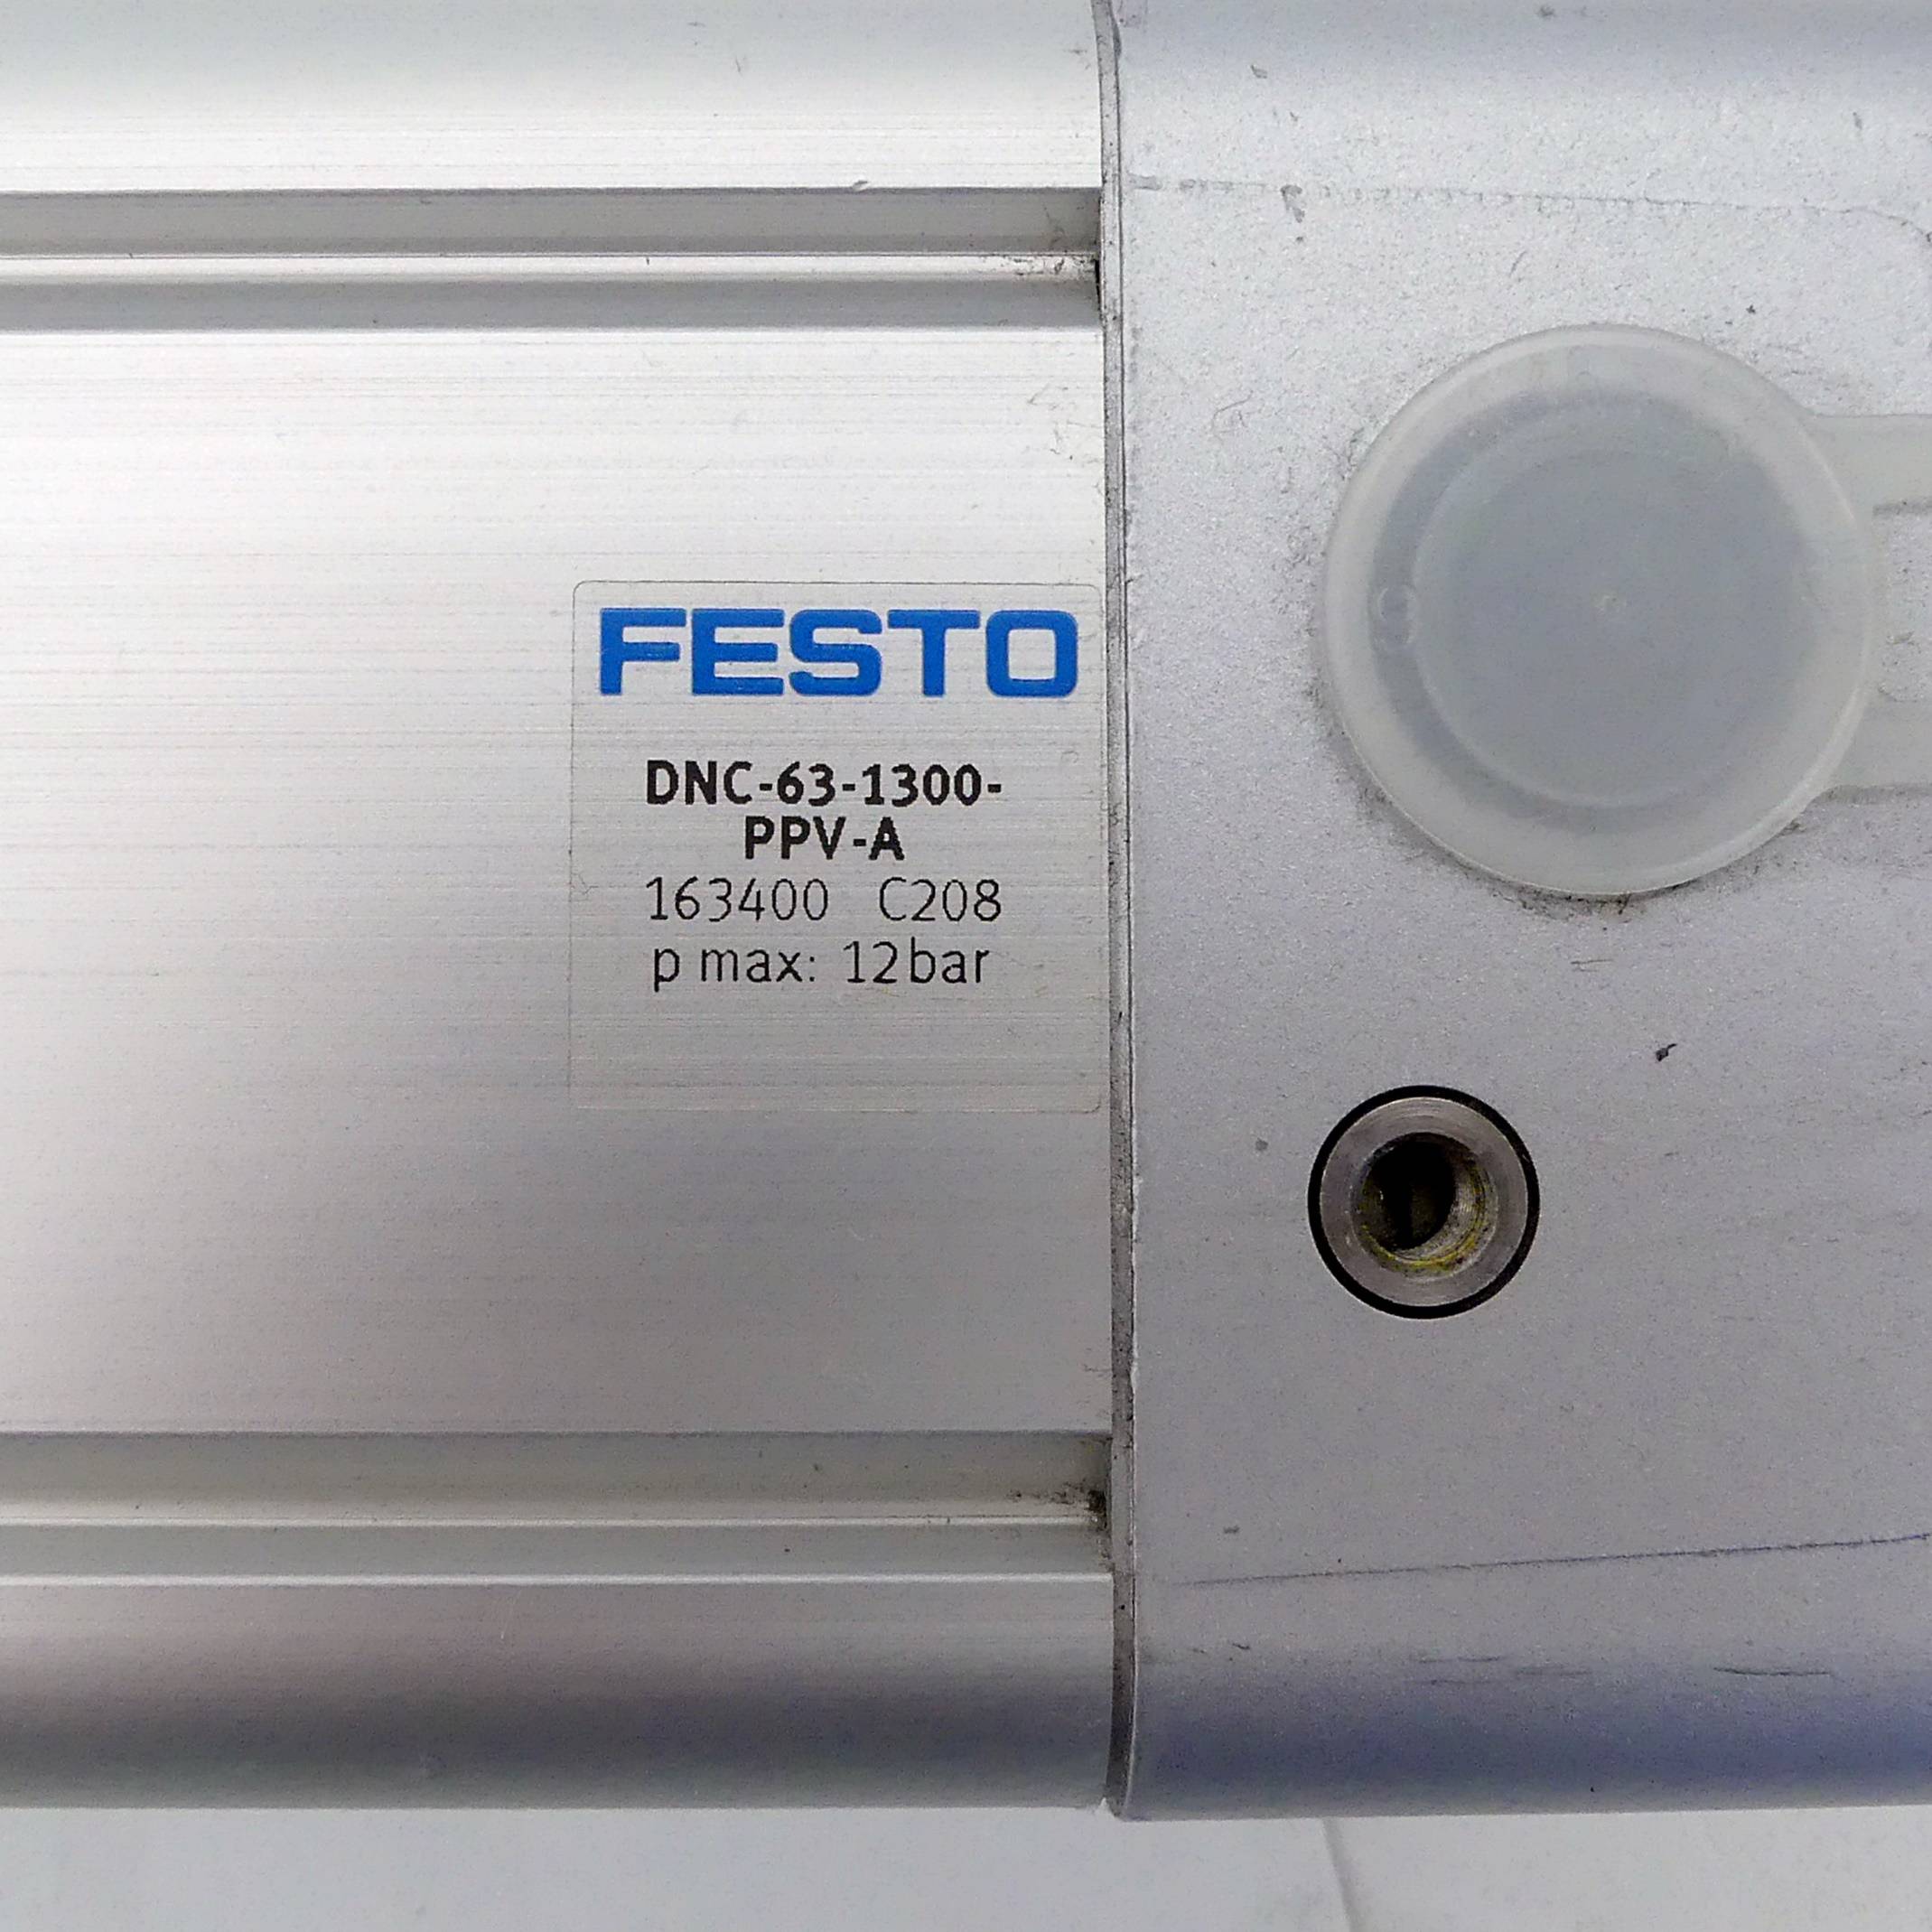 FESTO
DNC-63-1300-
PPV-A
163400 C208
p max: 12bar